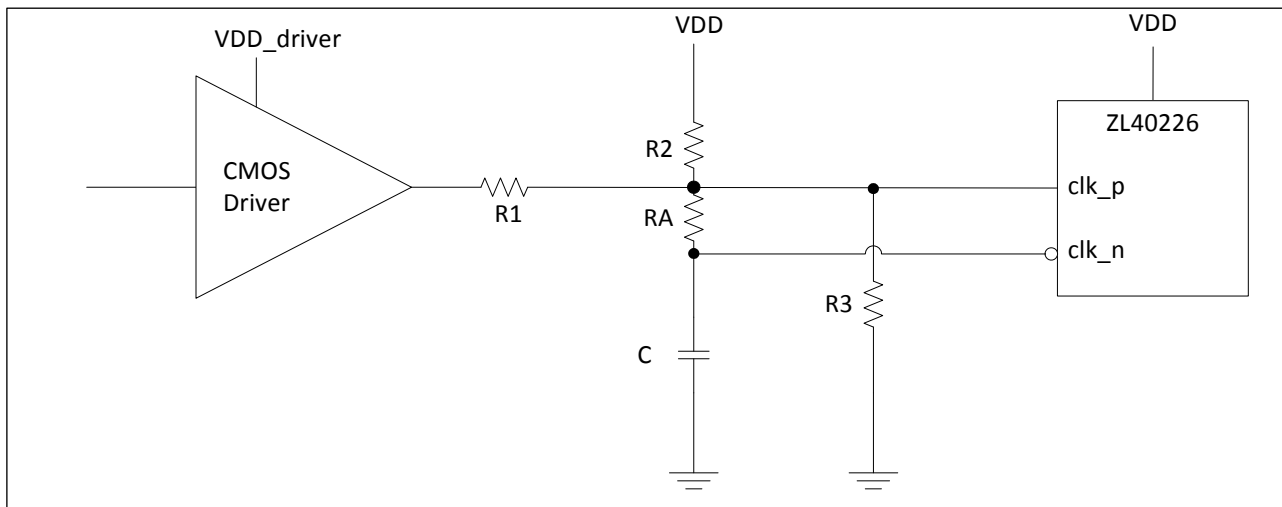 VDD_driver
VDD
VDD
CMOS
Driver
ZL40226
R2
R1
RA
clk_p
clk_n
R3
C